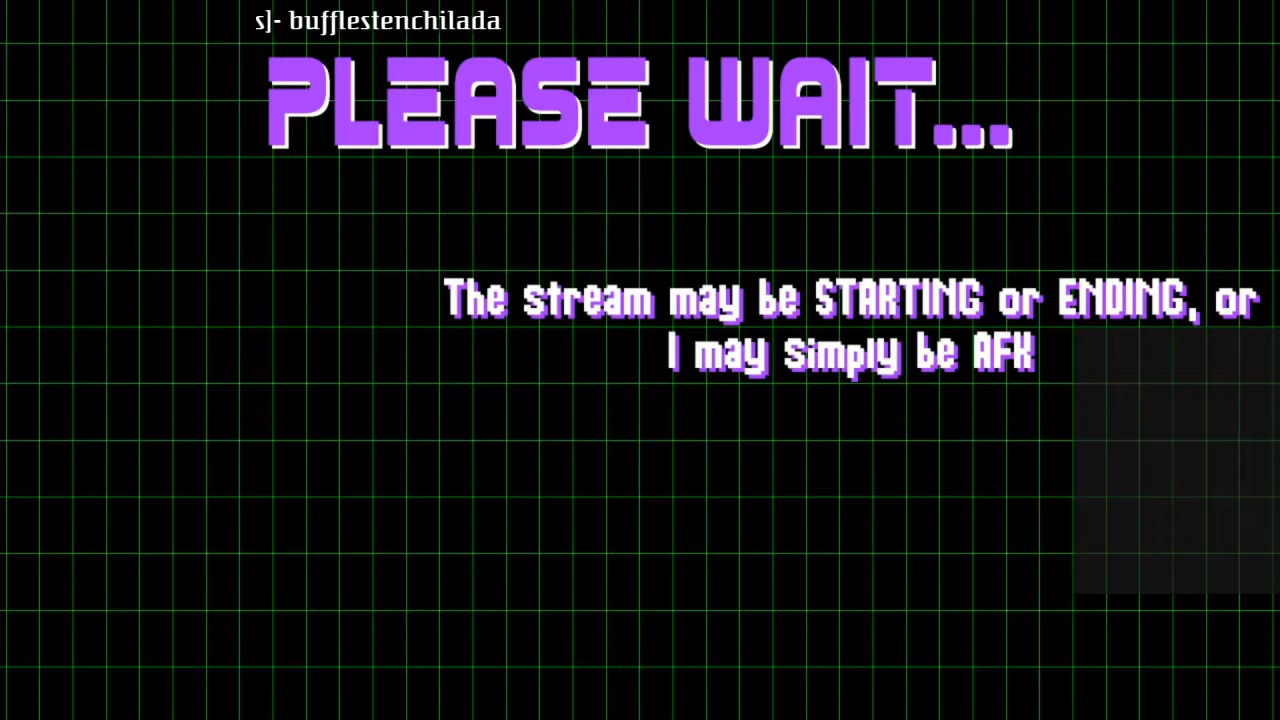 s]- bufflestenchilada
PLEASE WAIT...
The stream may be STARTING or ENDING, or
I may simply be AFK